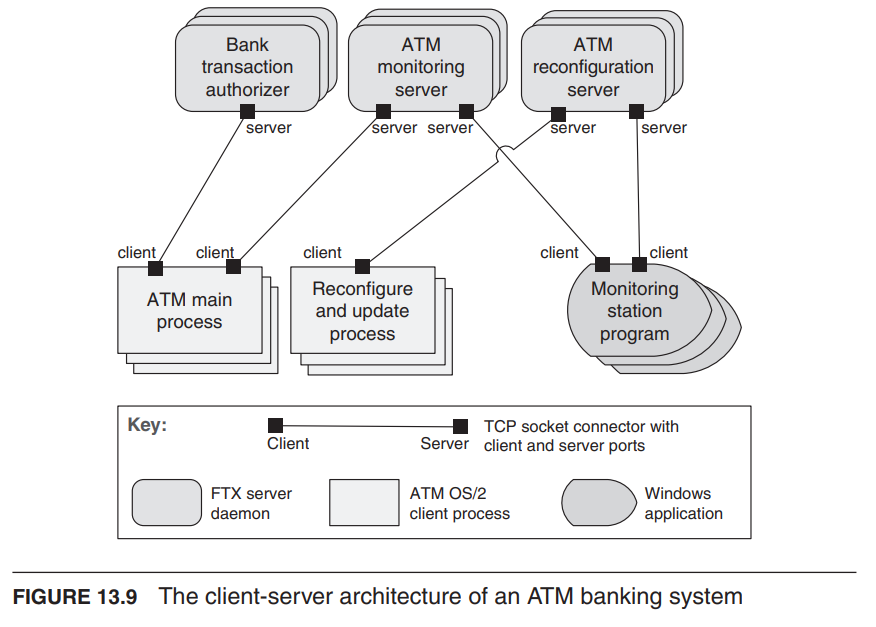 Bank
transaction
authorizer
ATM
monitoring
server
ATM
reconfiguration
server
server
server
server
server
server
client
client
client
client
client
ATM main
process
Reconfigure
and update
process
Monitoring
station
program
Key:
Client
Server
TCP socket connector with
client and server ports
FTX server
daemon
ATM OS/2
client process
Windows
application
FIGURE 13.9 The client-server architecture of an ATM banking system